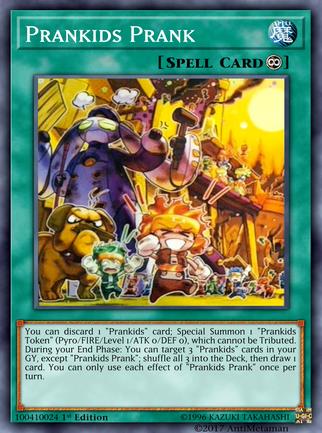 Prankids Prank
[Spell Card]
You can discard 1 "Prankids" card; Special Summon 1 "Prankids
Token" (Pyro/FIRE/Level 1/ATK 0/DEF 0), which cannot be Tributed.
During your End Phase: You can target 3 "Prankids" cards in your
GY, except "Prankids Prank"; shuffle all 3 into the Deck, then draw 1
card. You can only use each effect of "Prankids Prank" once per
turn.
100410024 1st Edition ©1996 KAZUKI TAKAHASHI
©2017 AntiMetaman